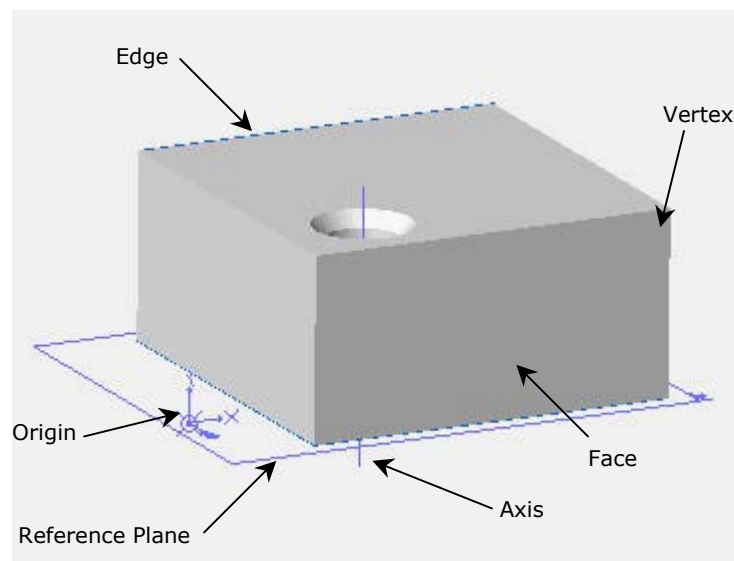 Edge
Vertex
Origin
Face
Axis
Reference Plane
X
Y